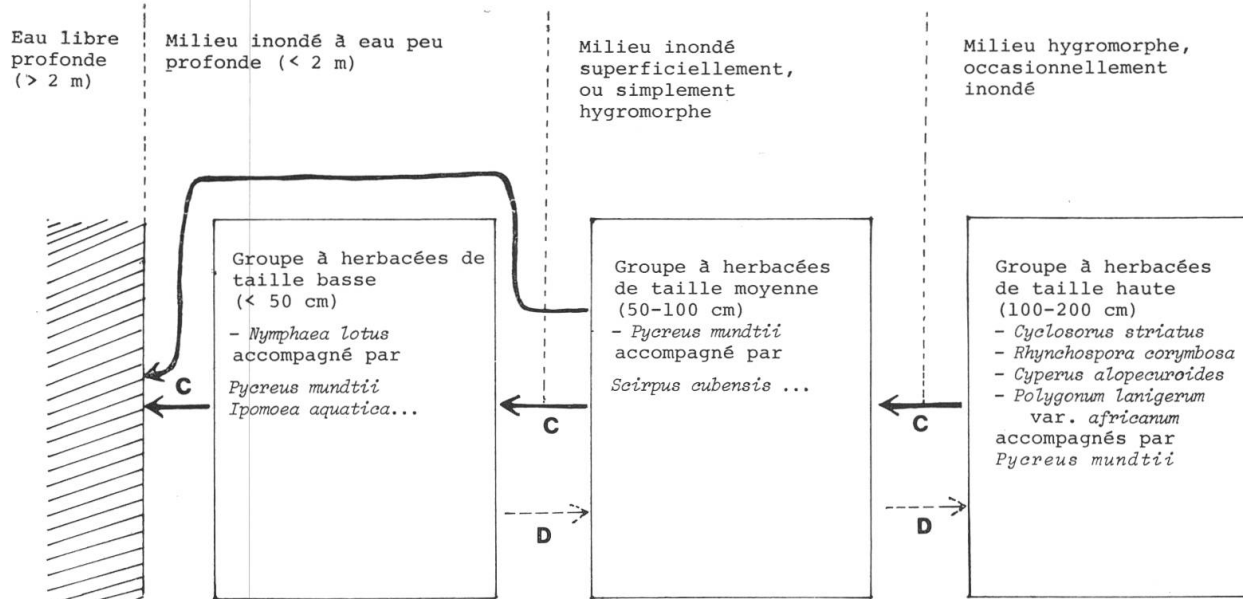 Eau libre
profonde
(> 2 m)
Milieu inondé à eau peu
profonde (< 2 m)
Milieu inondé
superficiellement,
ou simplement
hygromorphe
Milieu hygromorphe,
occasionnellement
inondé
Groupe à herbacées de
taille basse
(< 50 cm)
- Nymphaea lotus
accompagné par
Pycreus mundtii
Ipomoea aquatica...
Groupe à herbacées
de taille moyenne
(50-100 cm)
- Pycreus mundtii
accompagné par
Scirpus cubensis ...
Groupe à herbacées
de taille haute
(100-200 cm)
- Cyclosorus striatus
- Rhynchospora corymbosa
- Cyperus alopecuroides
- Polygonum lanigerum
var. africanum
accompagnés par
Pycreus mundtii
C
C
C
D
D